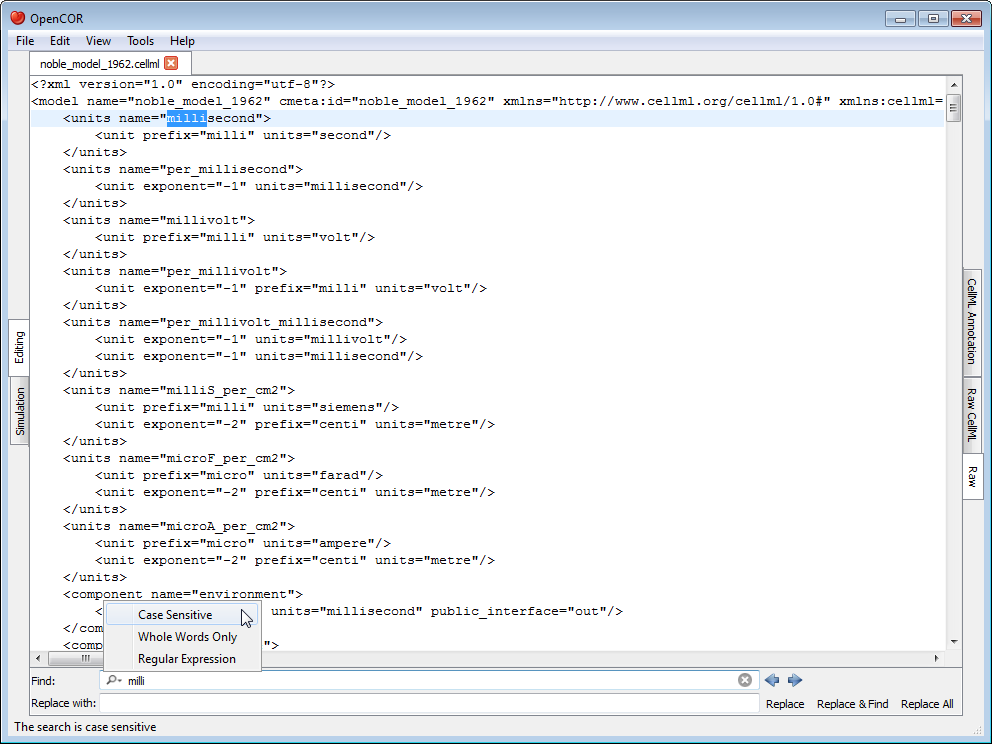 OpenCOR
File Edit View Tools Help
noble_model_1962.cellml
<?xml version="1.0" encoding="utf-8"?>
<model name="noble_model_1962" cmeta:id="noble_model_1962" xmlns="http://www.cellml.org/cellml/1.0#" xmlns:cellml=
    <units name="millisecond">
        <unit prefix="milli" units="second"/>
    </units>
    <units name="per_millisecond">
        <unit exponent="-1" units="millisecond"/>
    </units>
    <units name="millivolt">
        <unit prefix="milli" units="volt"/>
    </units>
    <units name="per_millivolt">
        <unit exponent="-1" prefix="milli" units="volt"/>
    </units>
    <units name="per_millivolt_millisecond">
        <unit exponent="-1" units="millivolt"/>
        <unit exponent="-1" units="millisecond"/>
    </units>
    <units name="milliS_per_cm2">
        <unit prefix="milli" units="siemens"/>
        <unit exponent="-2" prefix="centi" units="metre"/>
    </units>
    <units name="microF_per_cm2">
        <unit prefix="micro" units="farad"/>
        <unit exponent="-2" prefix="centi" units="metre"/>
    </units>
    <units name="microA_per_cm2">
        <unit prefix="micro" units="ampere"/>
        <unit exponent="-2" prefix="centi" units="metre"/>
    </units>
    <component name="environment">
        < units="millisecond" public_interface="out"/>
    </com
    <comp ">
Case Sensitive
Whole Words Only
Regular Expression
Editing
Simulation
CellML Annotation
Raw CellML
Raw
Find: milli
Replace with:
Replace Replace & Find Replace All
The search is case sensitive